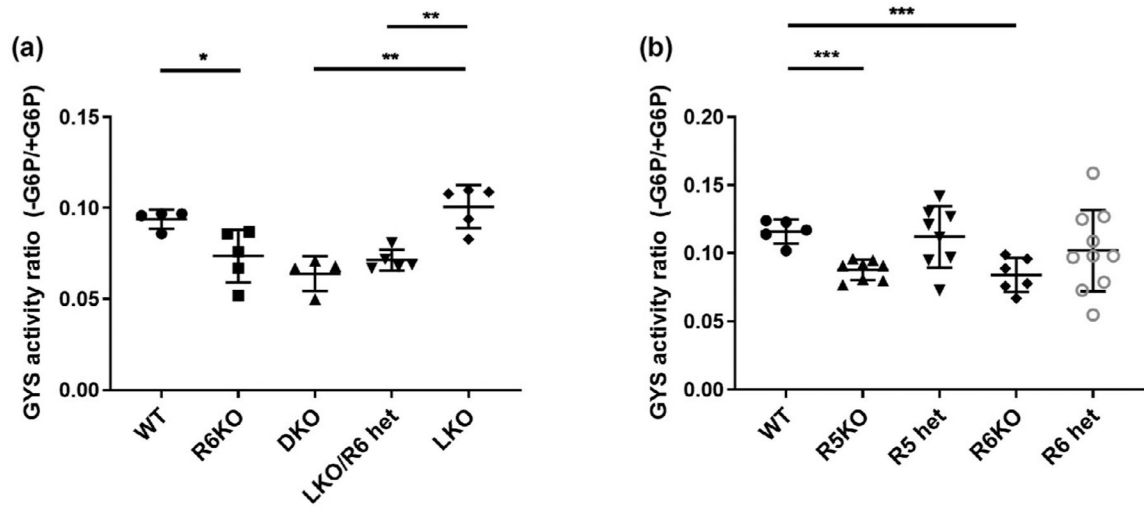 (a)
**
*
**
GYS activity ratio (-G6P/+G6P)
0.15
0.10
0.05
0.00
WT
R6KO
DKO
LKO/R6 het
LKO
(b)
***
***
GYS activity ratio (-G6P/+G6P)
0.20
0.15
0.10
0.05
0.00
WT
R5KO
R5 het
R6KO
R6 het